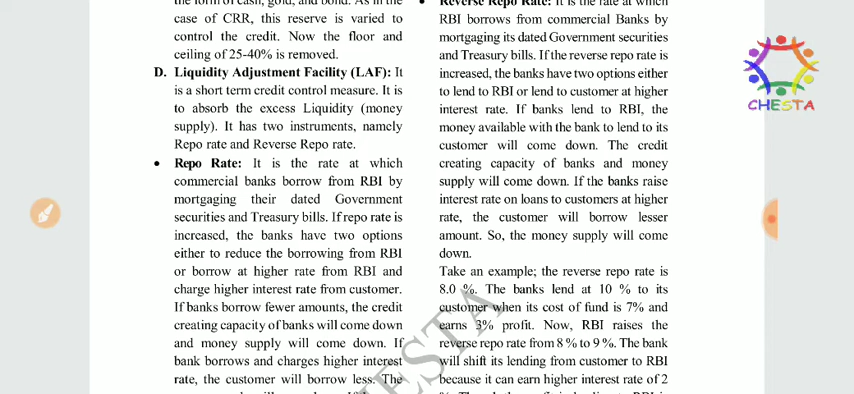 the form of cash, gold, and bond. As in the
case of CRR, this reserve is varied to
control the credit. Now the floor and
ceiling of 25-40% is removed.
D. Liquidity Adjustment Facility (LAF): It
is a short term credit control measure. It is
to absorb the excess Liquidity (money
supply). It has two instruments, namely
Repo rate and Reverse Repo rate.
• Repo Rate: It is the rate at which
commercial banks borrow from RBI by
mortgaging their dated Government
securities and Treasury bills. If repo rate is
increased, the banks have two options
either to reduce the borrowing from RBI
or borrow at higher rate from RBI and
charge higher interest rate from customer.
If banks borrow fewer amounts, the credit
creating capacity of banks will come down
and money supply will come down. If
bank borrows and charges higher interest
rate, the customer will borrow less. The
• Reverse Repo Rate: It is the rate at which
RBI borrows from commercial Banks by
mortgaging its dated Government securities
and Treasury bills. If the reverse repo rate is
increased, the banks have two options either
to lend to RBI or lend to customer at higher
interest rate. If banks lend to RBI, the
money available with the bank to lend to its
customer will come down. The credit
creating capacity of banks and money
supply will come down. If the banks raise
interest rate on loans to customers at higher
rate, the customer will borrow lesser
amount. So, the money supply will come
down.
Take an example; the reverse repo rate is
8.0 %. The banks lend at 10 % to its
customer when its cost of fund is 7% and
earns 3% profit. Now, RBI raises the
reverse repo rate from 8 % to 9 %. The bank
will shift its lending from customer to RBI
because it can earn higher interest rate of 2
CHESTA
CHESTA